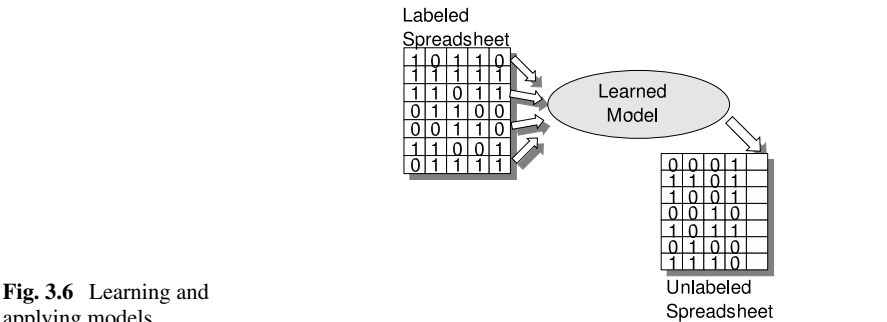 Labeled
Spreadsheet
1 0 1 1 0
1 1 1 1 1
1 1 0 1 1
0 1 1 0 0
0 0 1 1 0
1 1 0 0 1
0 1 1 1 1
Learned
Model
0 0 0 1
1 1 0 1
1 0 0 1
0 0 1 0
1 0 1 1
0 1 0 0
1 1 1 0
Unlabeled
Spreadsheet
Fig. 3.6 Learning and
applying models